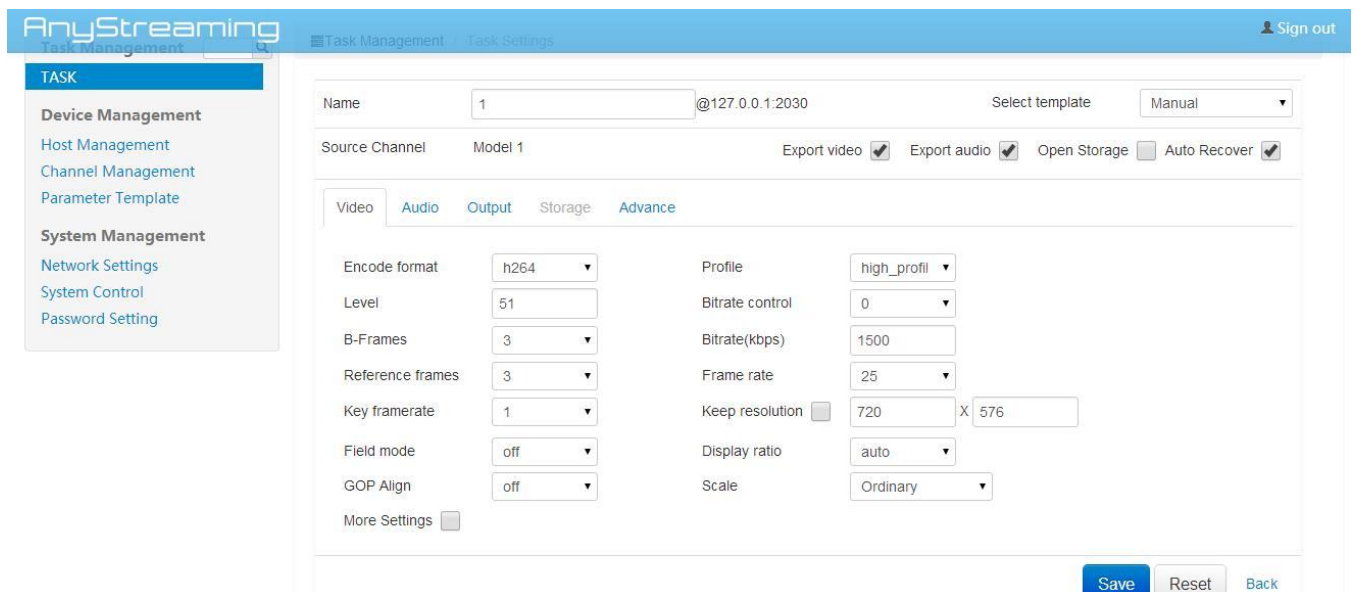 AnyStreaming
Sign out
Task Management
Task Management / Task Settings
TASK
Device Management
Host Management
Channel Management
Parameter Template
System Management
Network Settings
System Control
Password Setting
Name 1 @127.0.0.1:2030 Select template Manual
Source Channel Model 1 Export video Export audio Open Storage Auto Recover
Video Audio Output Storage Advance
Encode format h264 Profile high_profil
Level 51 Bitrate control 0
B-Frames 3 Bitrate(kbps) 1500
Reference frames 3 Frame rate 25
Key framerate 1 Keep resolution 720 X 576
Field mode off Display ratio auto
GOP Align off Scale Ordinary
More Settings
Save Reset Back